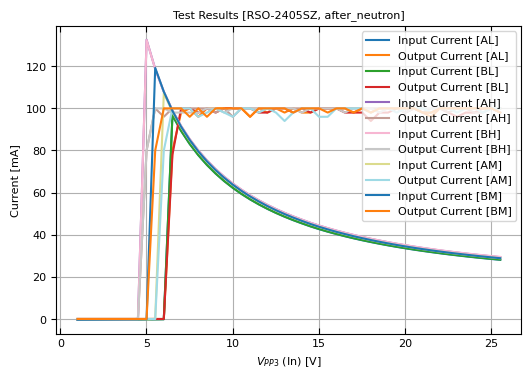 Test Results [RSO-2405SZ, after_neutron]
Input Current [AL]
Output Current [AL]
Input Current [BL]
Output Current [BL]
Input Current [AH]
Output Current [AH]
Input Current [BH]
Output Current [BH]
Input Current [AM]
Output Current [AM]
Input Current [BM]
Output Current [BM]
Current [mA]
120
100
80
60
40
20
0
0 5 10 15 20 25
VPP3 (In) [V]